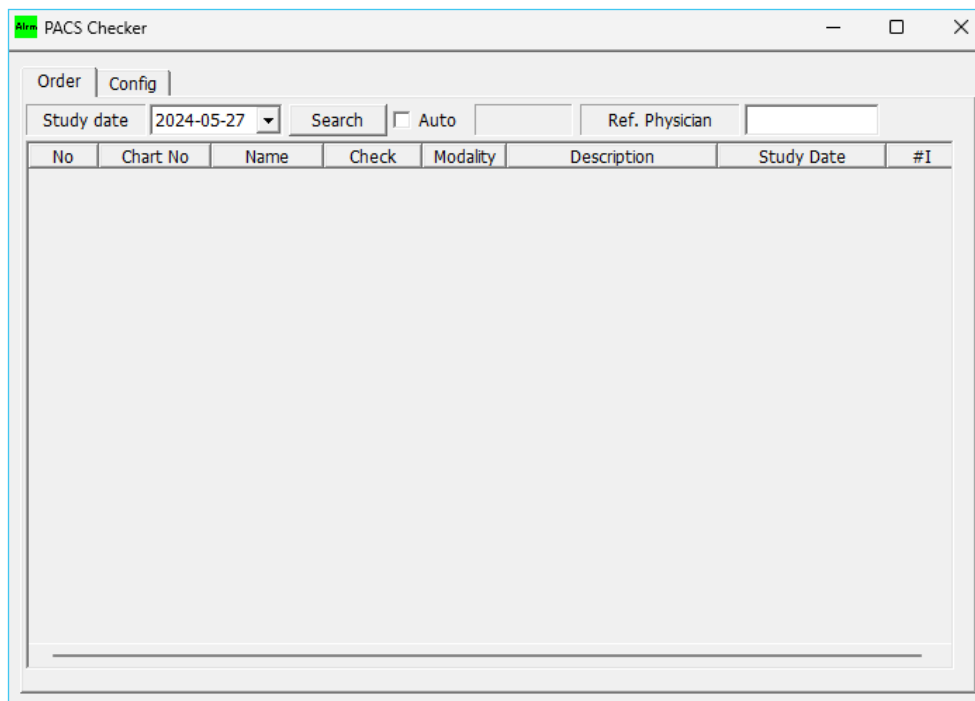 Alrm PACS Checker
Order Config
Study date 2024-05-27 Search Auto Ref. Physician
No Chart No Name Check Modality Description Study Date #I